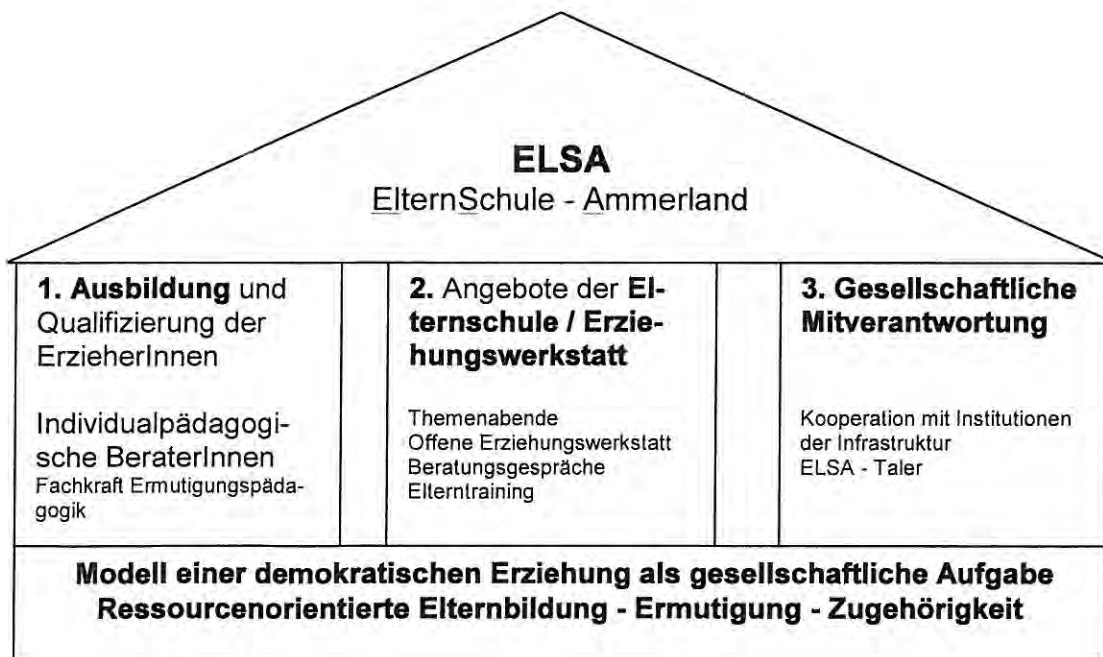 ELSA
ElternSchule - Ammerland
1. Ausbildung und
Qualifizierung der
ErzieherInnen
Individualpädagogi-
sche BeraterInnen
Fachkraft Ermutigungspäda-
gogik
2. Angebote der El-
ternschule / Erzie-
hungswerkstatt
Themenabende
Offene Erziehungswerkstatt
Beratungsgespräche
Elterntraining
3. Gesellschaftliche
Mitverantwortung
Kooperation mit Institutionen
der Infrastruktur
ELSA - Taler
Modell einer demokratischen Erziehung als gesellschaftliche Aufgabe
Ressourcenorientierte Elternbildung - Ermutigung - Zugehörigkeit